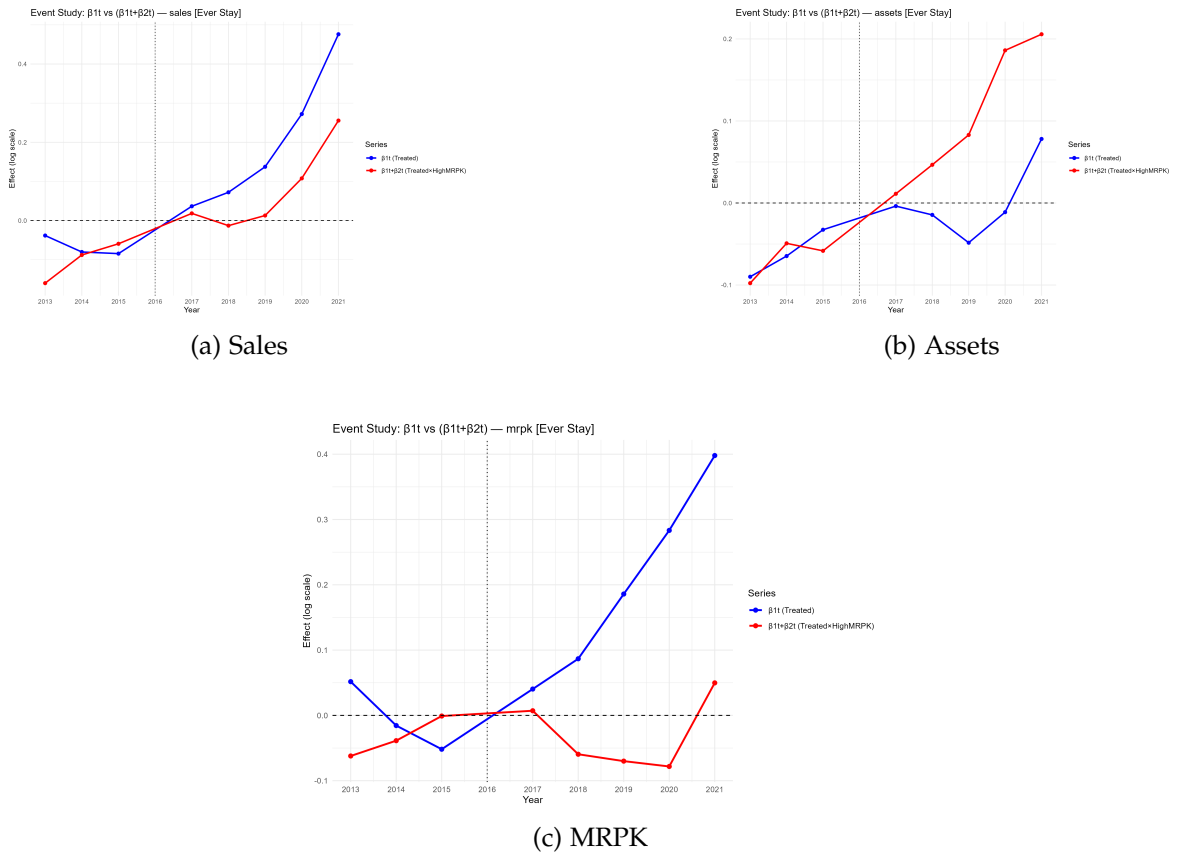 Event Study: β1t vs (β1t+β2t) — sales [Ever Stay]
Effect (log scale)
0.4
0.2
0.0
2013 2014 2015 2016 2017 2018 2019 2020 2021
Year
Series
β1t (Treated)
β1t+β2t (Treated×HighMRPK)
(a) Sales
Event Study: β1t vs (β1t+β2t) — assets [Ever Stay]
Effect (log scale)
0.2
0.1
0.0
-0.1
2013 2014 2015 2016 2017 2018 2019 2020 2021
Year
Series
β1t (Treated)
β1t+β2t (Treated×HighMRPK)
(b) Assets
Event Study: β1t vs (β1t+β2t) — mrpk [Ever Stay]
Effect (log scale)
0.4
0.3
0.2
0.1
0.0
-0.1
2013 2014 2015 2016 2017 2018 2019 2020 2021
Year
Series
β1t (Treated)
β1t+β2t (Treated×HighMRPK)
(c) MRPK